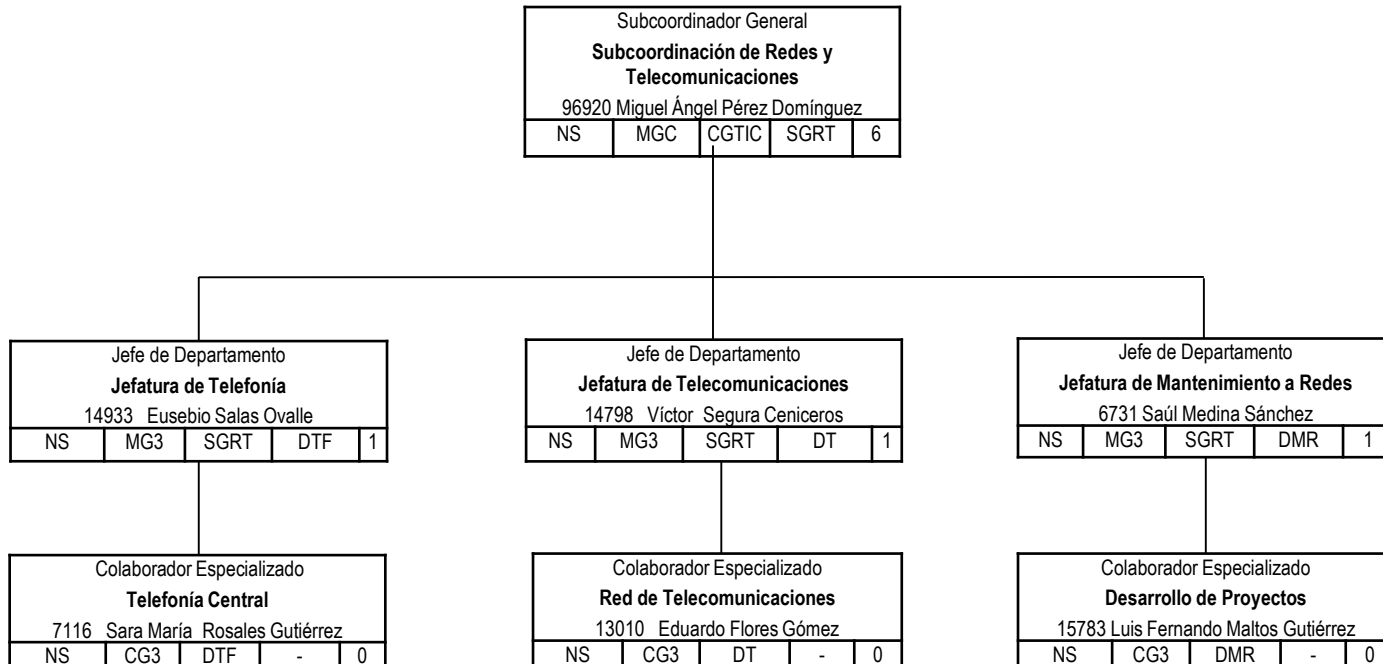 Subcoordinador General
Subcoordinación de Redes y
Telecomunicaciones
96920 Miguel Ángel Pérez Domínguez
NS MGC CGTIC SGRT 6
Jefe de Departamento
Jefatura de Telefonía
14933 Eusebio Salas Ovalle
NS MG3 SGRT DTF 1
Jefe de Departamento
Jefatura de Telecomunicaciones
14798 Víctor Segura Ceniceros
NS MG3 SGRT DT 1
Jefe de Departamento
Jefatura de Mantenimiento a Redes
6731 Saúl Medina Sánchez
NS MG3 SGRT DMR 1
Colaborador Especializado
Telefonía Central
7116 Sara María Rosales Gutiérrez
NS CG3 DTF - 0
Colaborador Especializado
Red de Telecomunicaciones
13010 Eduardo Flores Gómez
NS CG3 DT - 0
Colaborador Especializado
Desarrollo de Proyectos
15783 Luis Fernando Maltos Gutiérrez
NS CG3 DMR - 0